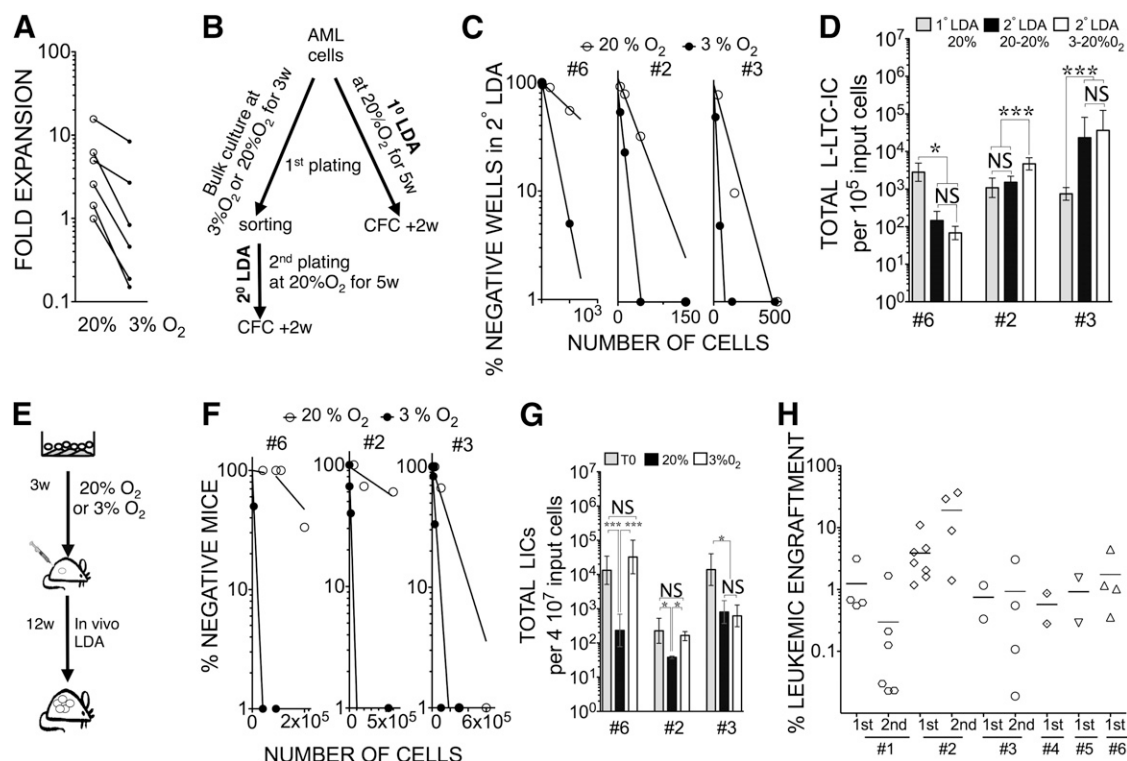 A
FOLD EXPANSION
100
10
1
0.1
20% 3% O2
B
AML
cells
Bulk culture at
3%O2 or 20%O2 for 3w
1st plating
1⁰ LDA
at 20%O2 for 5w
sorting
CFC +2w
2⁰ LDA
2nd plating
at 20%O2 for 5w
CFC +2w
C
20 % O2 3 % O2
#6 #2 #3
% NEGATIVE WELLS in 2° LDA
100
10
1
10³ 0 150 0 500
NUMBER OF CELLS
D
1° LDA 2° LDA 2° LDA
20% 20-20% 3-20%02
TOTAL L-LTC-IC
per 10⁵ input cells
10⁷
10⁶
10⁵
10⁴
10³
10²
10¹
10⁰
* NS
NS ***
*** NS
#6 #2 #3
E
3w
20% O2
or 3% O2
12w
In vivo
LDA
F
20 % O2 3 % O2
#6 #2 #3
% NEGATIVE MICE
100 100 100
10 10 10
1 1 1
0 2x10⁵ 0 5x10⁵ 0 6x10⁵
NUMBER OF CELLS
G
T0 20% 3%02
TOTAL LICs
per 4 10⁷ input cells
10⁷
10⁶
10⁵
10⁴
10³
10²
10¹
10⁰
NS
*** ***
NS
* *
*
NS
#6 #2 #3
H
% LEUKEMIC ENGRAFTMENT
100
10
1
0.1
1st 2nd 1st 2nd 1st 2nd 1st 1st 1st
#1 #2 #3 #4 #5 #6